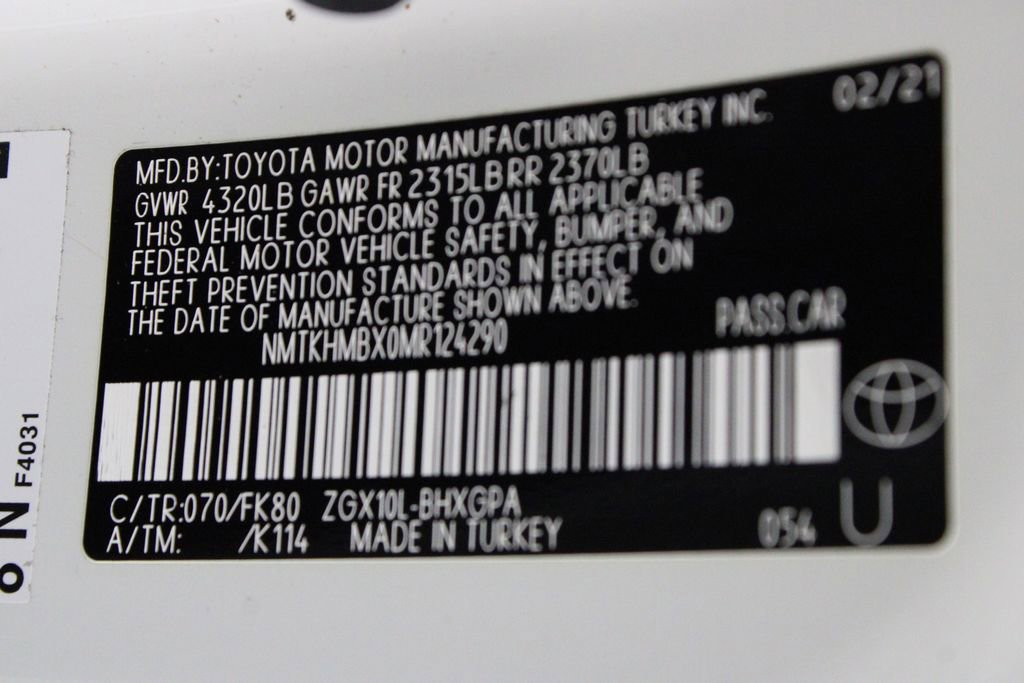 02/21
MFD.BY:TOYOTA MOTOR MANUFACTURING TURKEY INC.
GVWR 4320LB GAWR FR 2315LB RR 2370LB
THIS VEHICLE CONFORMS TO ALL APPLICABLE
FEDERAL MOTOR VEHICLE SAFETY, BUMPER, AND
THEFT PREVENTION STANDARDS IN EFFECT ON
THE DATE OF MANUFACTURE SHOWN ABOVE.
NMTKHMBX0MR124290 PASS.CAR
C/TR:070/FK80 ZGX10L-BHXGPA
A/TM: /K114 MADE IN TURKEY 054 U
F4031